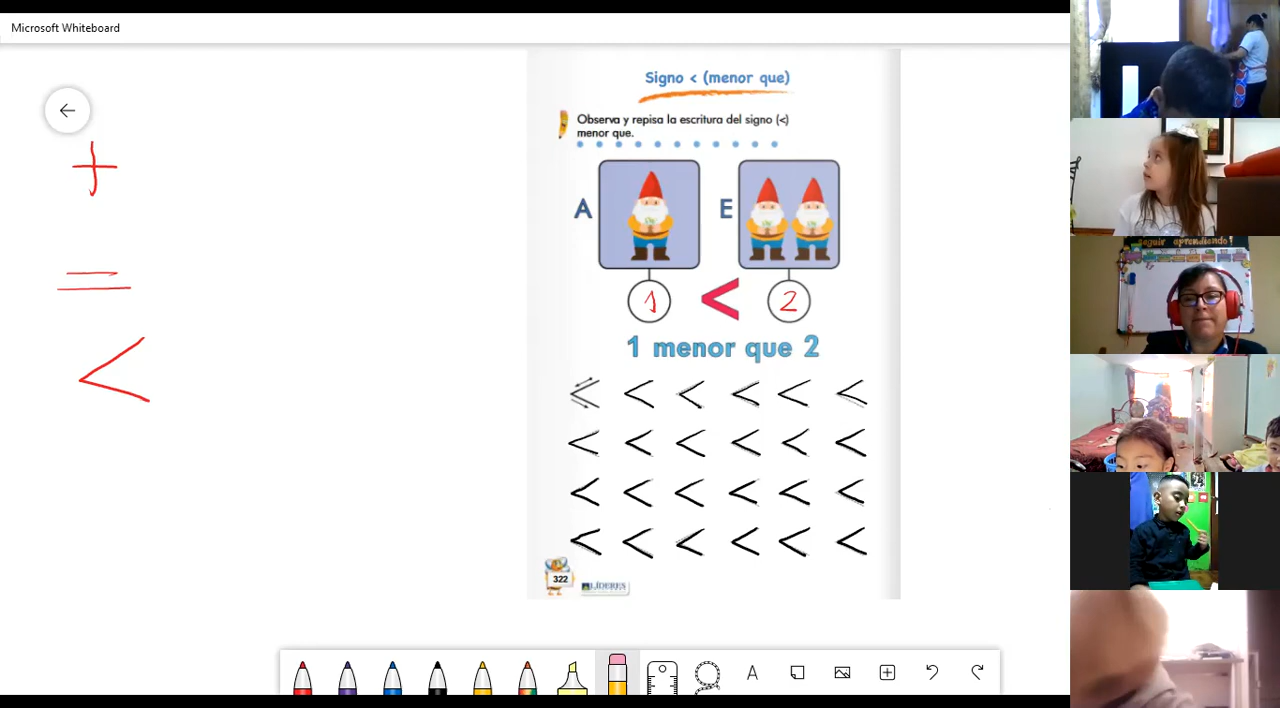 Microsoft Whiteboard
seguir aprendiendo!
+
=
<
Signo < (menor que)
Observa y repisa la escritura del signo (<)
menor que.
A E
1 < 2
1 menor que 2
< < < < < <
< < < < < <
< < < < < <
< < < < < <
322 LÍDERES
A